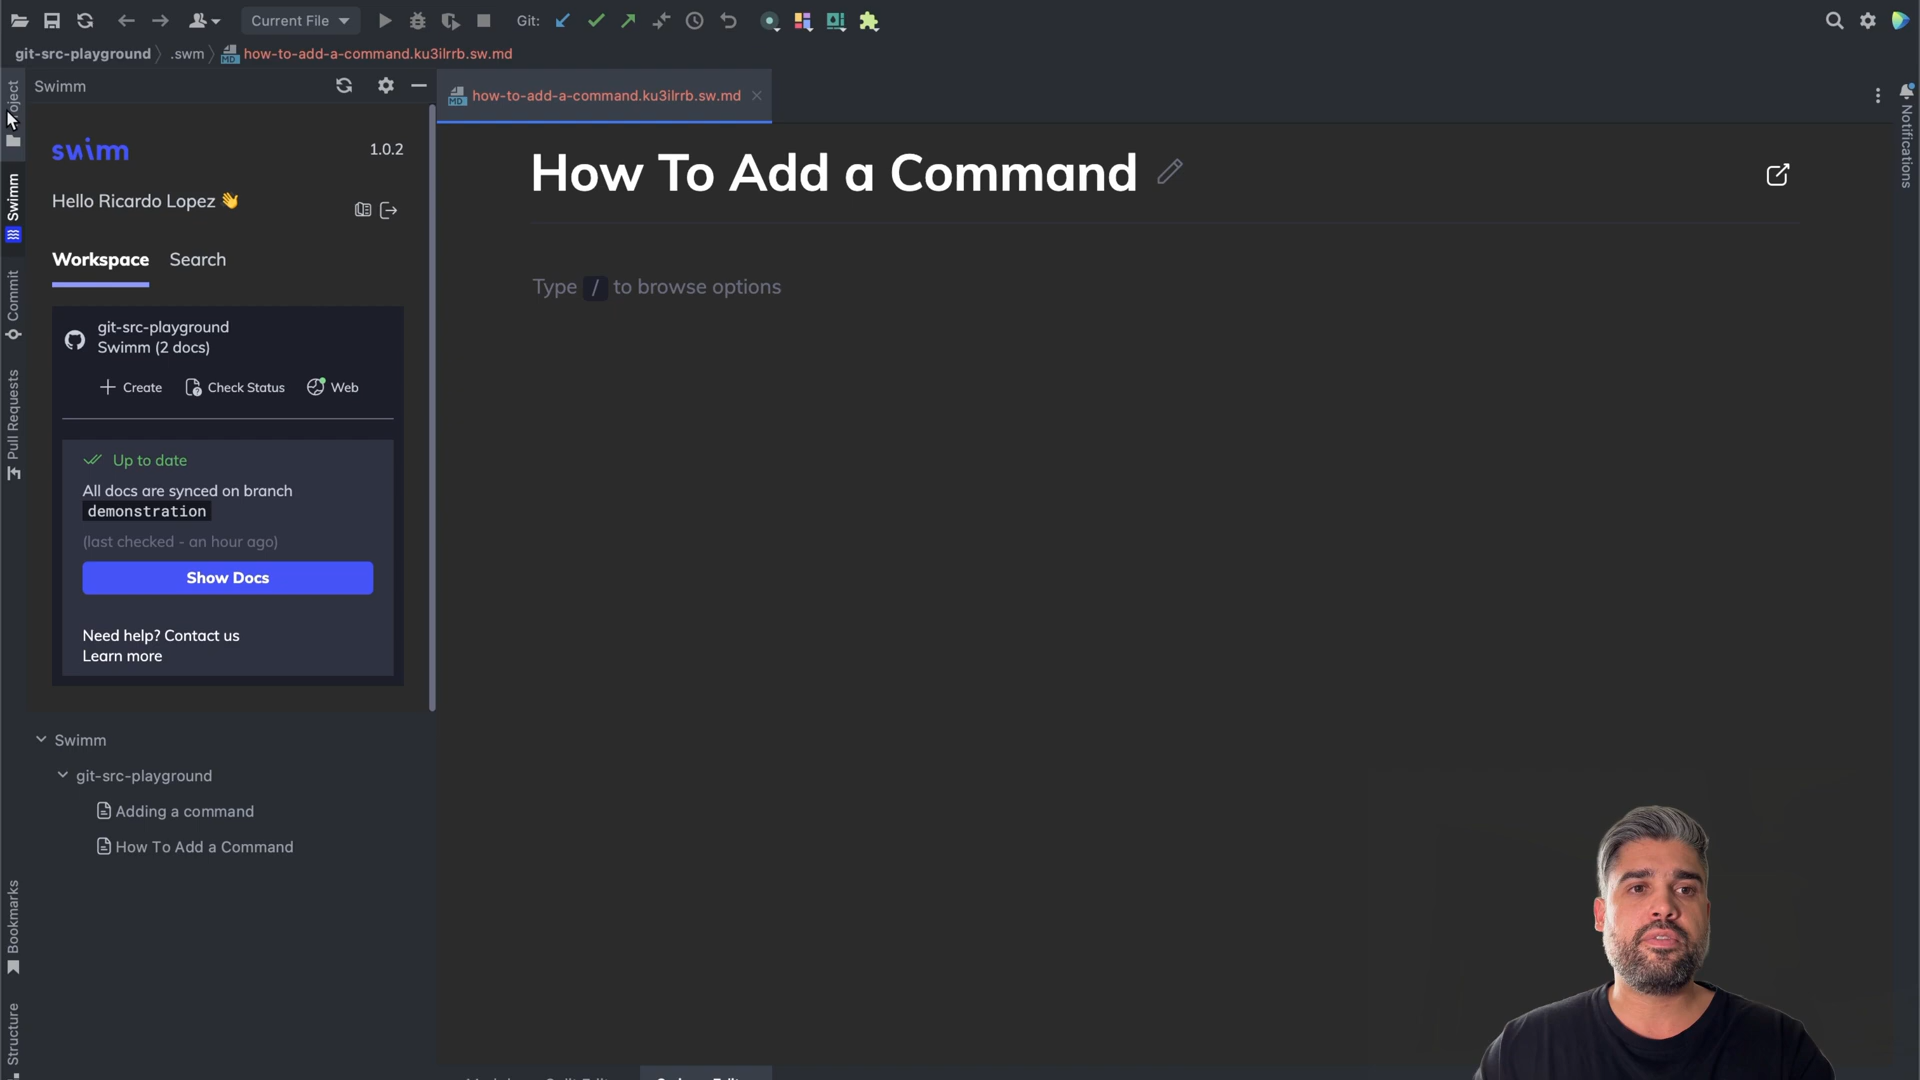 Current File
Git:
git-src-playground
.swm
how-to-add-a-command.ku3ilrrb.sw.md
Swimm
how-to-add-a-command.ku3ilrrb.sw.md
Notifications
Swimm
Commit
Pull Requests
Bookmarks
Structure
swimm
1.0.2
Hello Ricardo Lopez 👋
Workspace
Search
git-src-playground
Swimm (2 docs)
Create
Check Status
Web
Up to date
All docs are synced on branch
demonstration
(last checked - an hour ago)
Show Docs
Need help? Contact us
Learn more
Swimm
git-src-playground
Adding a command
How To Add a Command
How To Add a Command
Type / to browse options